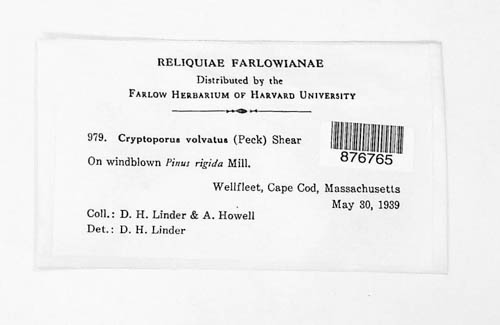 RELIQUIAE FARLOWIANAE
Distributed by the
FARLOW HERBARIUM OF HARVARD UNIVERSITY
979. Cryptoporus volvatus (Peck) Shear
876765
On windblown Pinus rigida Mill.
Wellfleet, Cape Cod, Massachusetts
May 30, 1939
Coll.: D. H. Linder & A. Howell
Det.: D. H. Linder